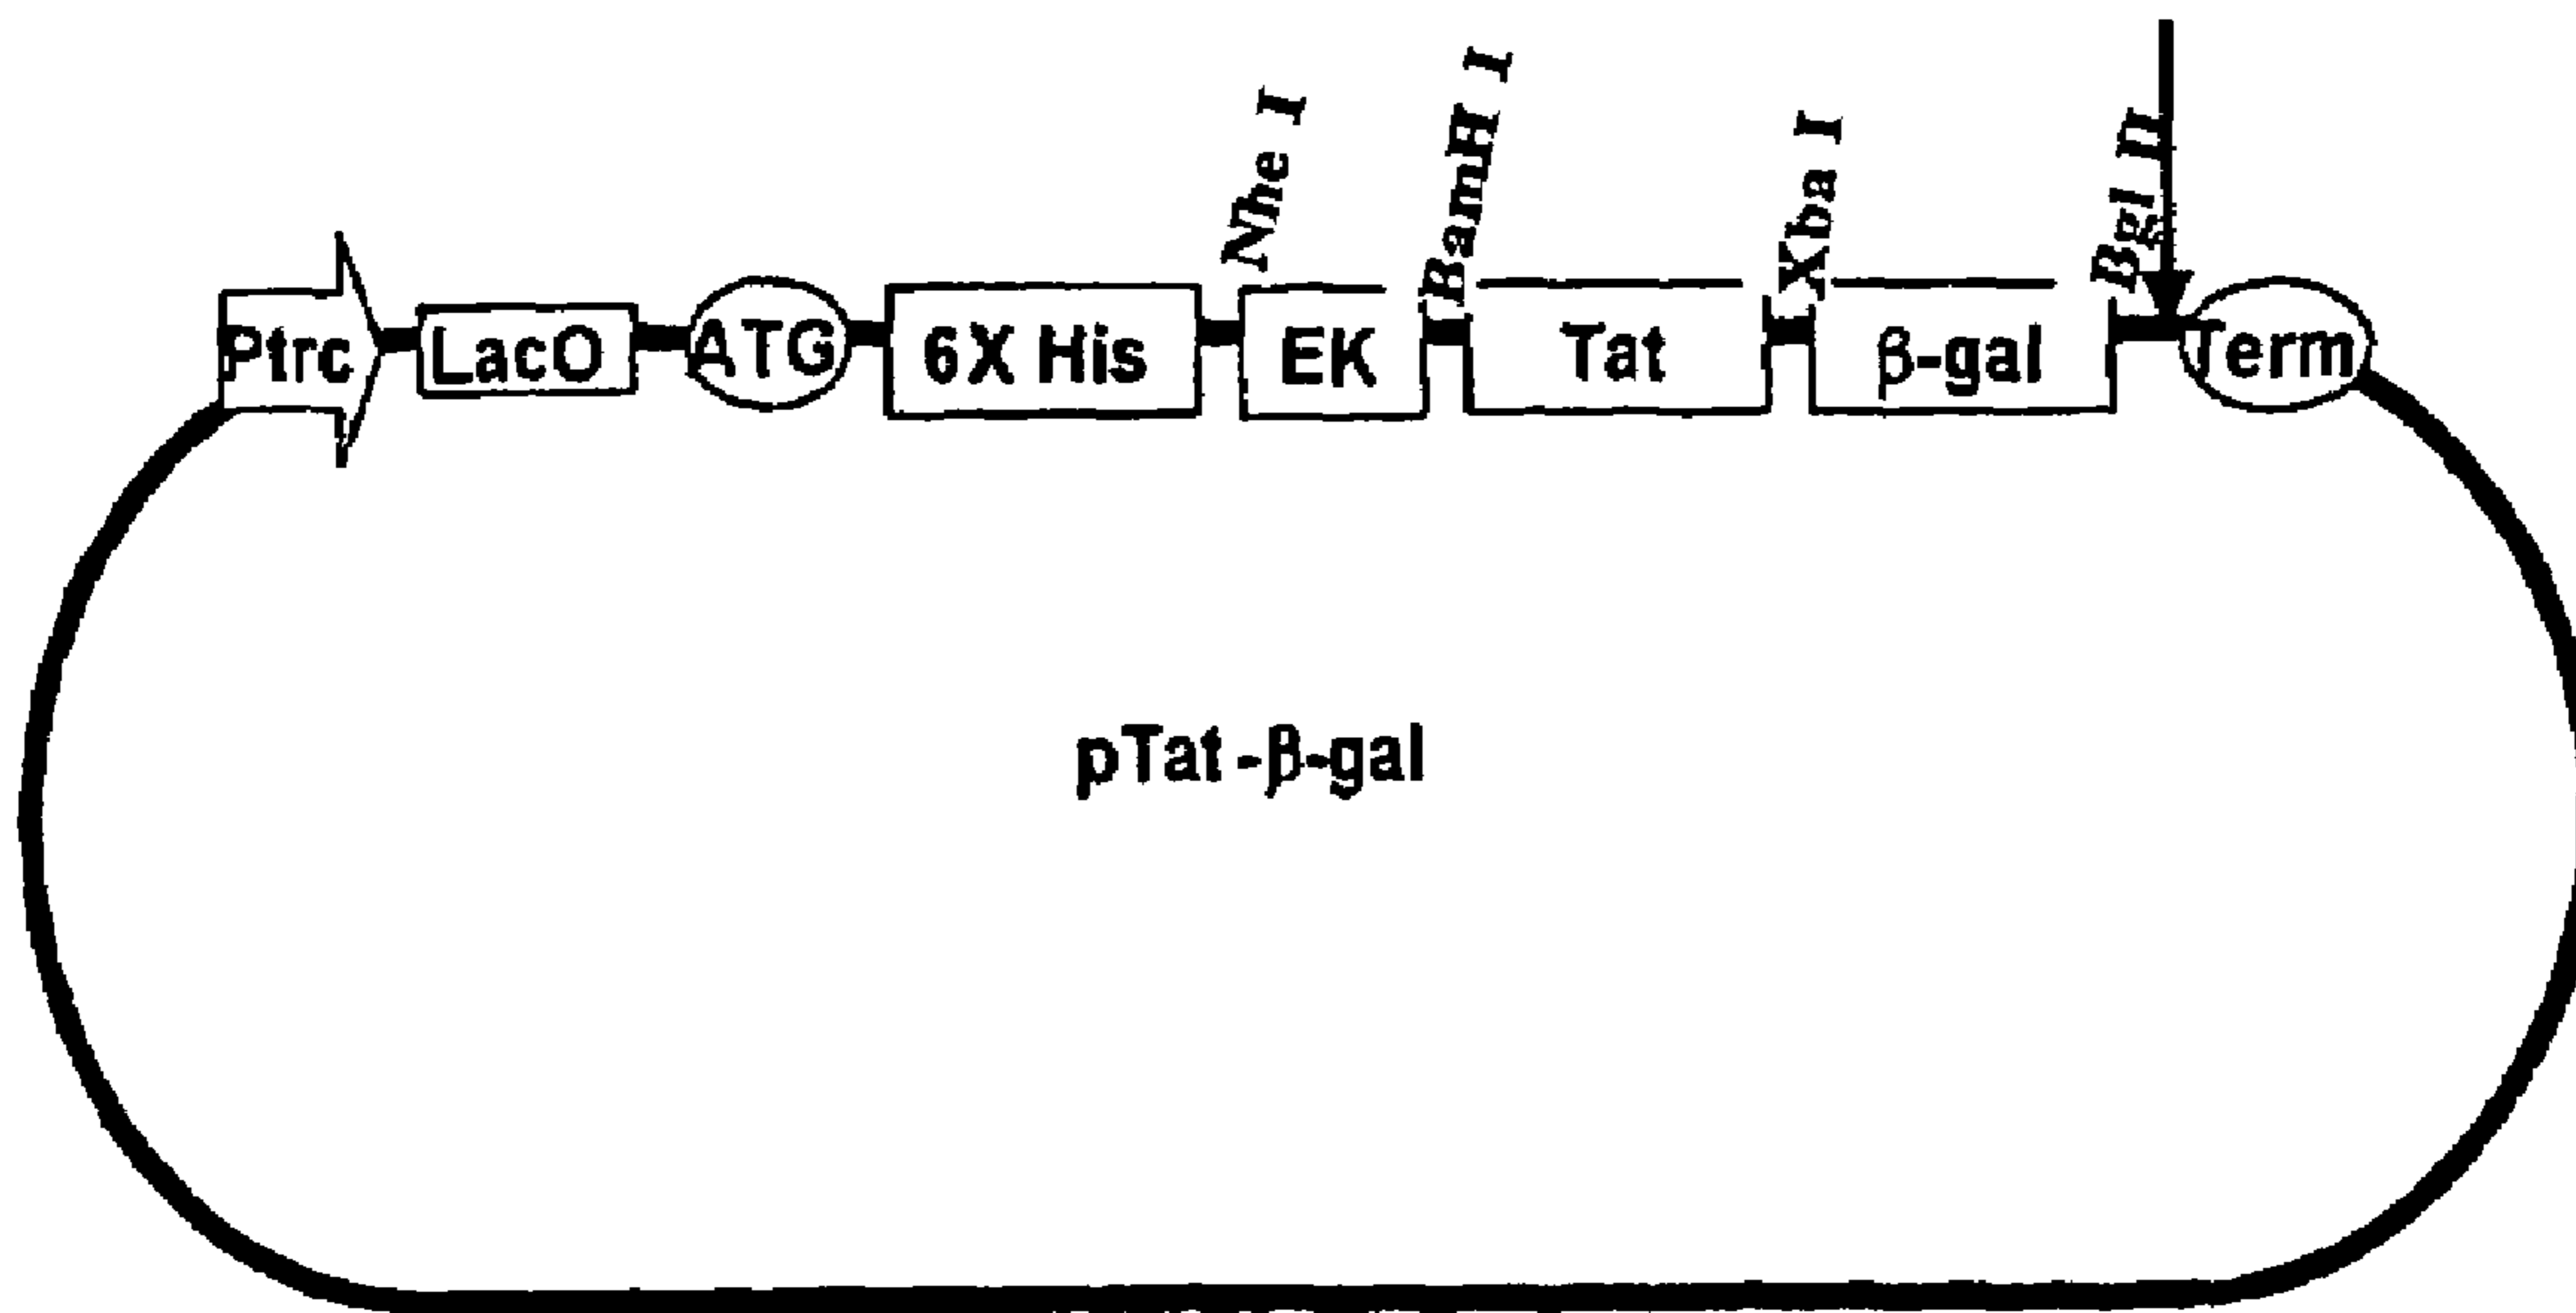 Nhe I
BamH I
Xba I
Bgl II
Ptrc
LacO
ATG
6X His
EK
Tat
β-gal
Term
pTat-β-gal